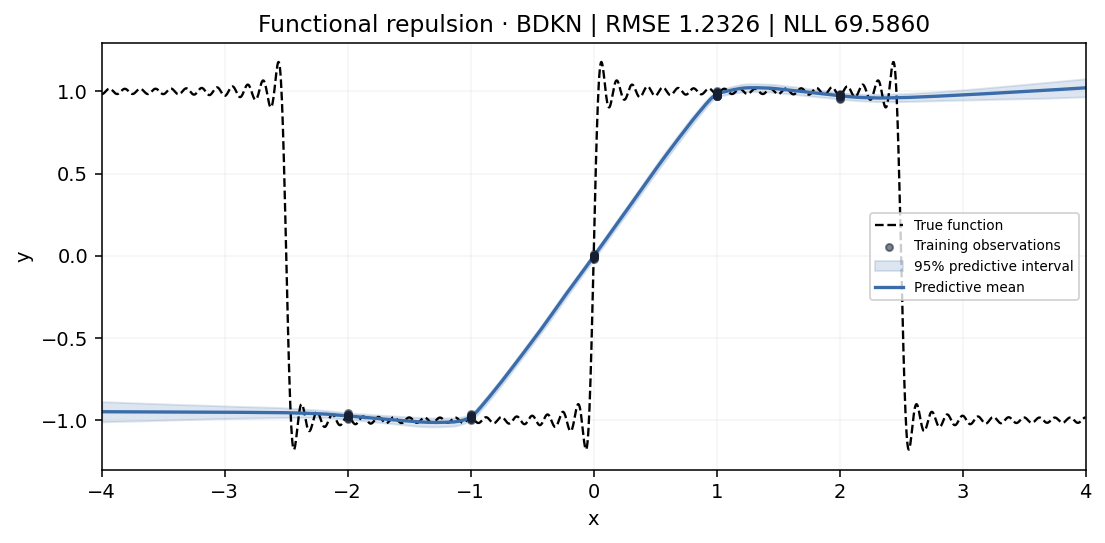 Functional repulsion · BDKN | RMSE 1.2326 | NLL 69.5860
1.0
0.5
0.0
−0.5
−1.0
y
True function
Training observations
95% predictive interval
Predictive mean
−4
−3
−2
−1
0
1
2
3
4
x